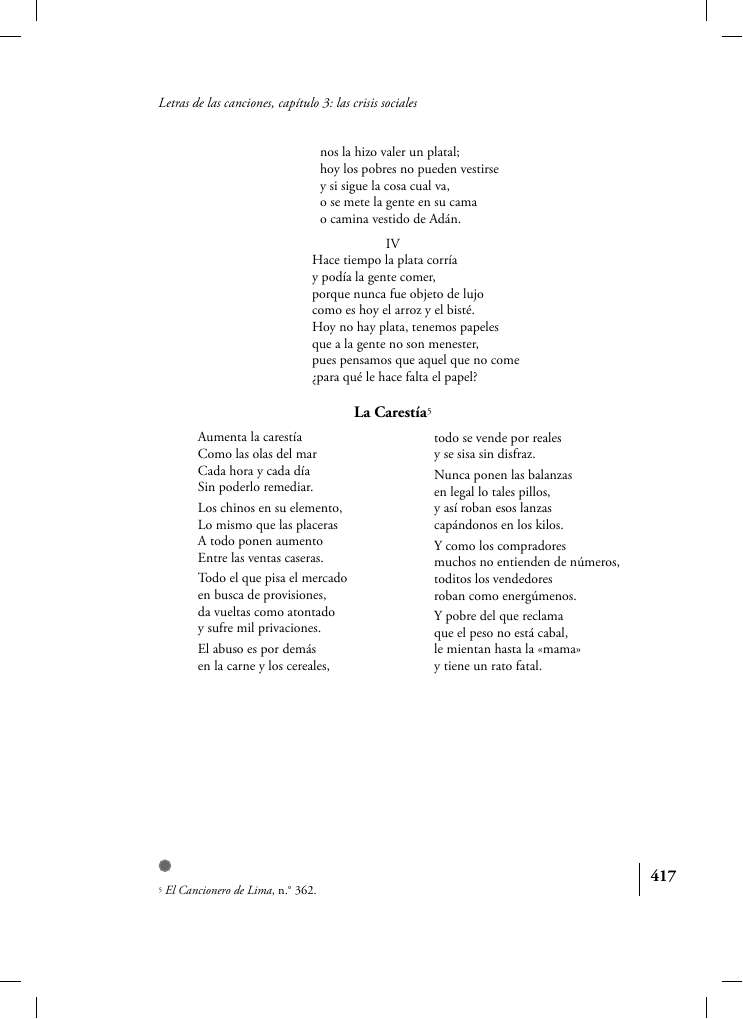 Letras de las canciones, capítulo 3: las crisis sociales
nos la hizo valer un platal;
hoy los pobres no pueden vestirse
y si sigue la cosa cual va,
o se mete la gente en su cama
o camina vestido de Adán.
IV
Hace tiempo la plata corría
y podía la gente comer,
porque nunca fue objeto de lujo
como es hoy el arroz y el bisté.
Hoy no hay plata, tenemos papeles
que a la gente no son menester,
pues pensamos que aquel que no come
¿para qué le hace falta el papel?
La Carestía⁵
Aumenta la carestía
Como las olas del mar
Cada hora y cada día
Sin poderlo remediar.
Los chinos en su elemento,
Lo mismo que las placeras
A todo ponen aumento
Entre las ventas caseras.
Todo el que pisa el mercado
en busca de provisiones,
da vueltas como atontado
y sufre mil privaciones.
El abuso es por demás
en la carne y los cereales,
todo se vende por reales
y se sisa sin disfraz.
Nunca ponen las balanzas
en legal lo tales pillos,
y así roban esos lanzas
capándonos en los kilos.
Y como los compradores
muchos no entienden de números,
toditos los vendedores
roban como energúmenos.
Y pobre del que reclama
que el peso no está cabal,
le mientan hasta la «mama»
y tiene un rato fatal.
⁵ El Cancionero de Lima, n.° 362.
417